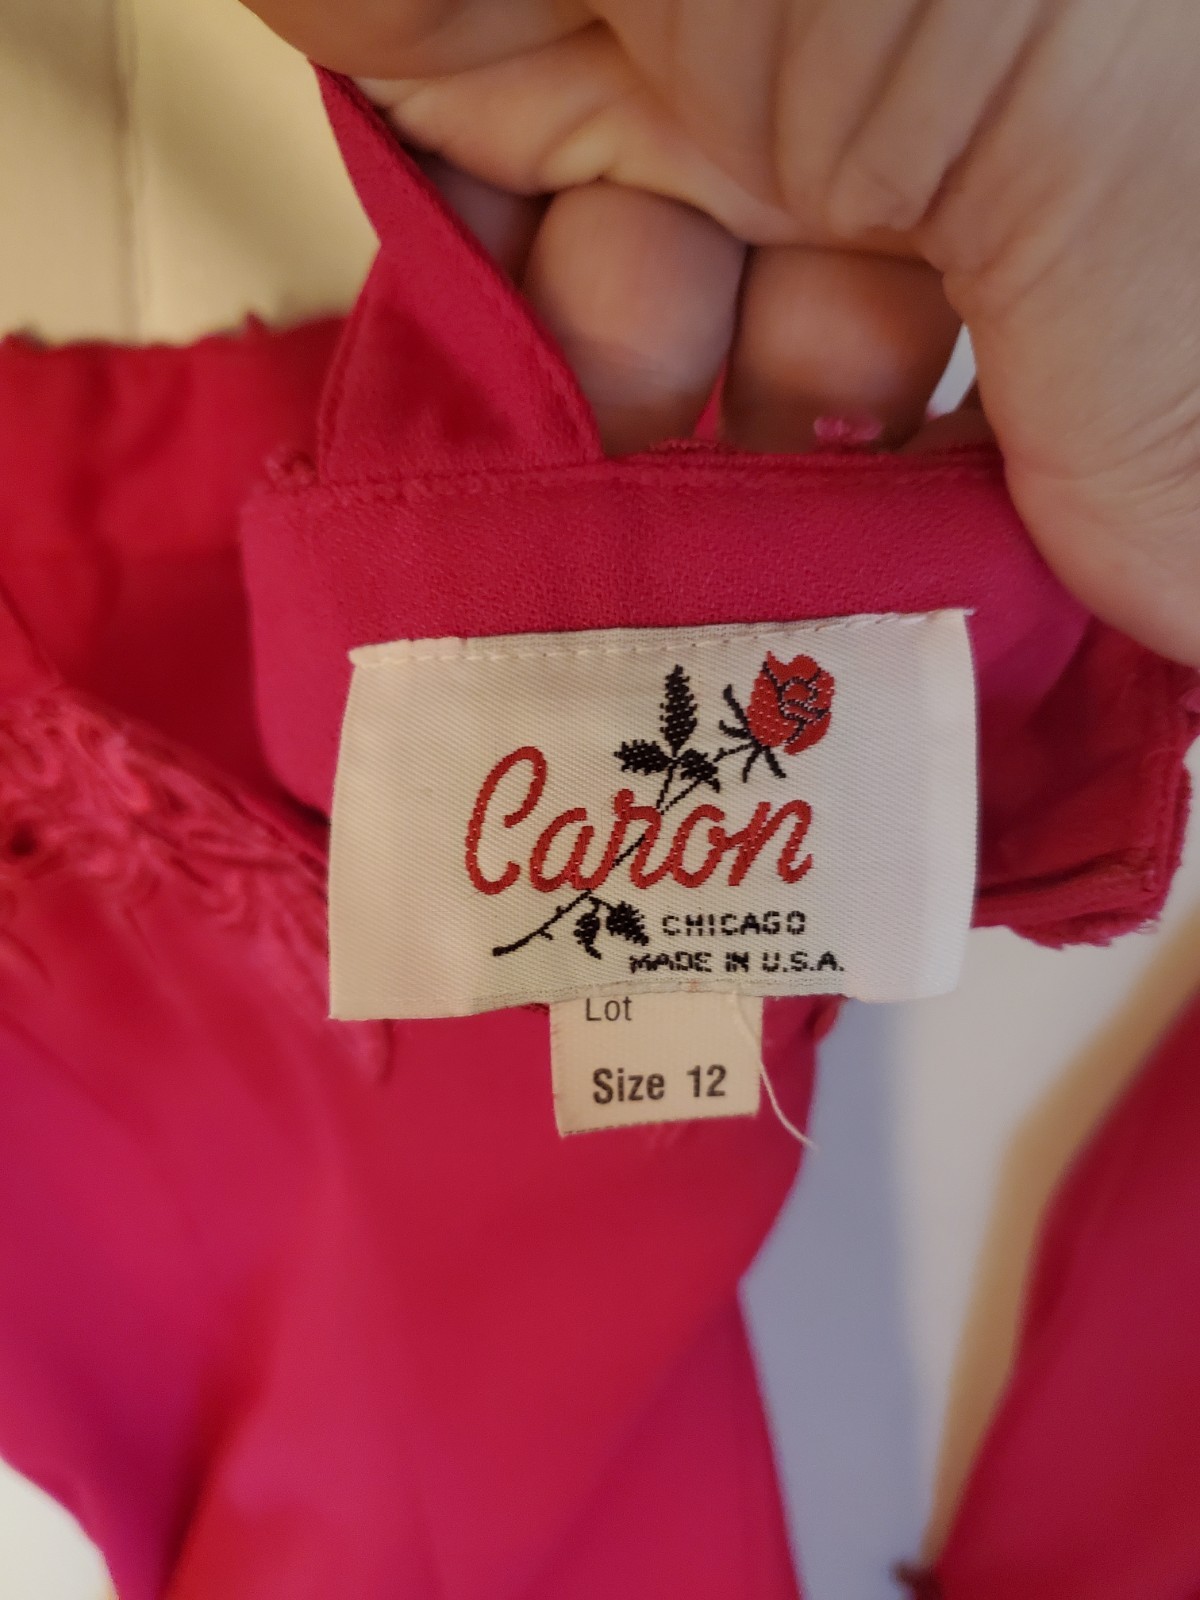 Caron
CHICAGO
MADE IN U.S.A.
Lot
Size 12